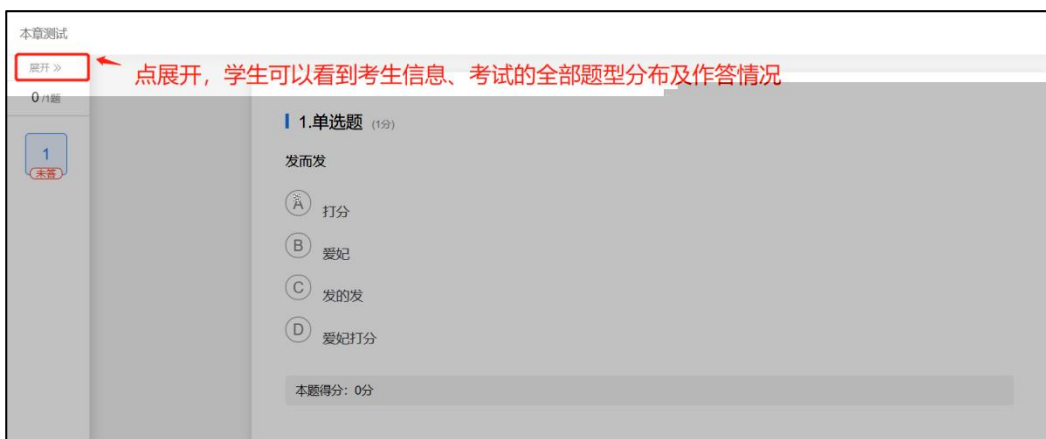 本章测试
展开 »
点展开，学生可以看到考生信息、考试的全部题型分布及作答情况
0/1题
1
未答
1.单选题 (1分)
发而发
A 打分
B 爱妃
C 发的发
D 爱妃打分
本题得分：0分